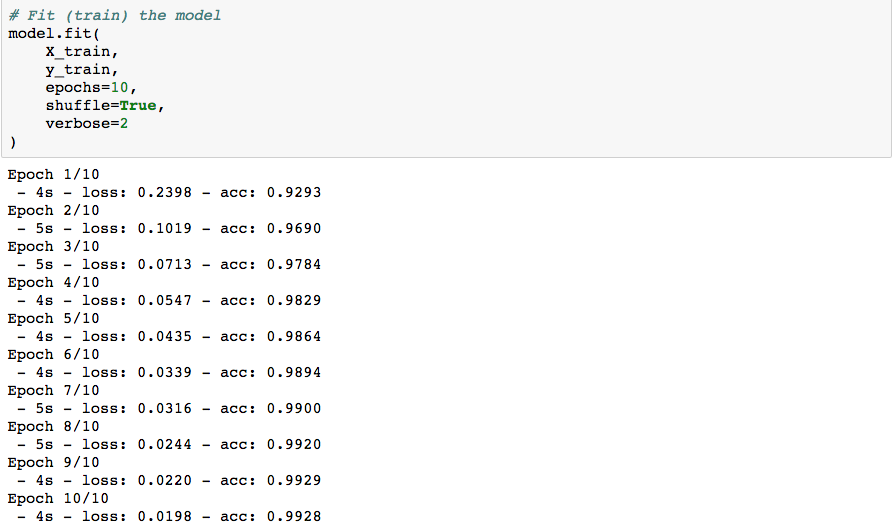 # Fit (train) the model
model.fit(
    X_train,
    y_train,
    epochs=10,
    shuffle=True,
    verbose=2
)
Epoch 1/10
 - 4s - loss: 0.2398 - acc: 0.9293
Epoch 2/10
 - 5s - loss: 0.1019 - acc: 0.9690
Epoch 3/10
 - 5s - loss: 0.0713 - acc: 0.9784
Epoch 4/10
 - 4s - loss: 0.0547 - acc: 0.9829
Epoch 5/10
 - 4s - loss: 0.0435 - acc: 0.9864
Epoch 6/10
 - 4s - loss: 0.0339 - acc: 0.9894
Epoch 7/10
 - 5s - loss: 0.0316 - acc: 0.9900
Epoch 8/10
 - 5s - loss: 0.0244 - acc: 0.9920
Epoch 9/10
 - 4s - loss: 0.0220 - acc: 0.9929
Epoch 10/10
 - 4s - loss: 0.0198 - acc: 0.9928